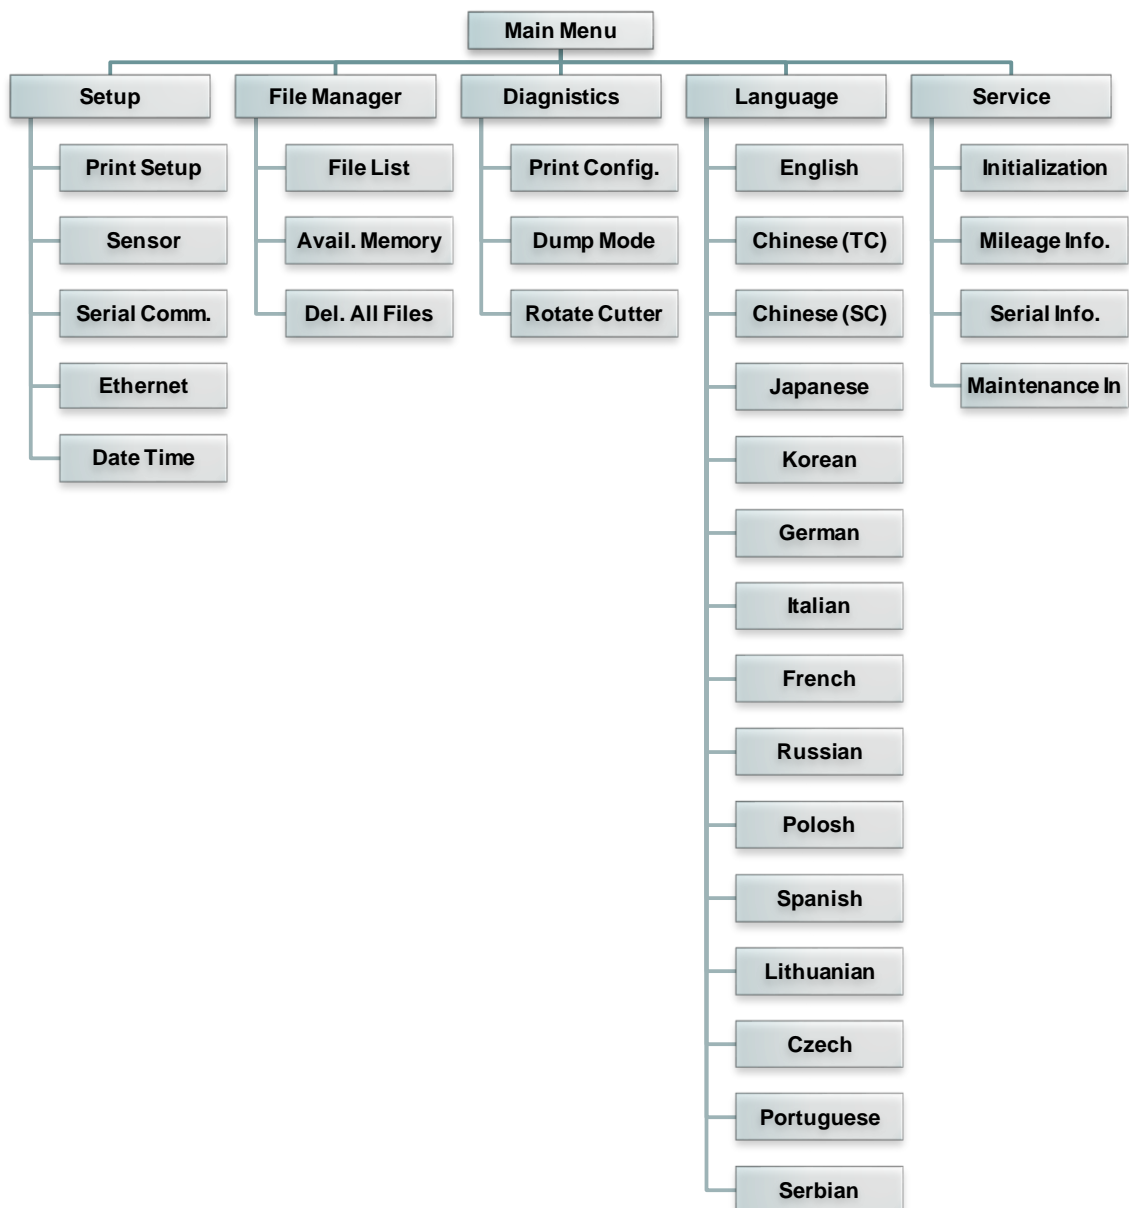 Main Menu
Setup
Print Setup
Sensor
Serial Comm.
Ethernet
Date Time
File Manager
File List
Avail. Memory
Del. All Files
Diagnistics
Print Config.
Dump Mode
Rotate Cutter
Language
English
Chinese (TC)
Chinese (SC)
Japanese
Korean
German
Italian
French
Russian
Polosh
Spanish
Lithuanian
Czech
Portuguese
Serbian
Service
Initialization
Mileage Info.
Serial Info.
Maintenance In